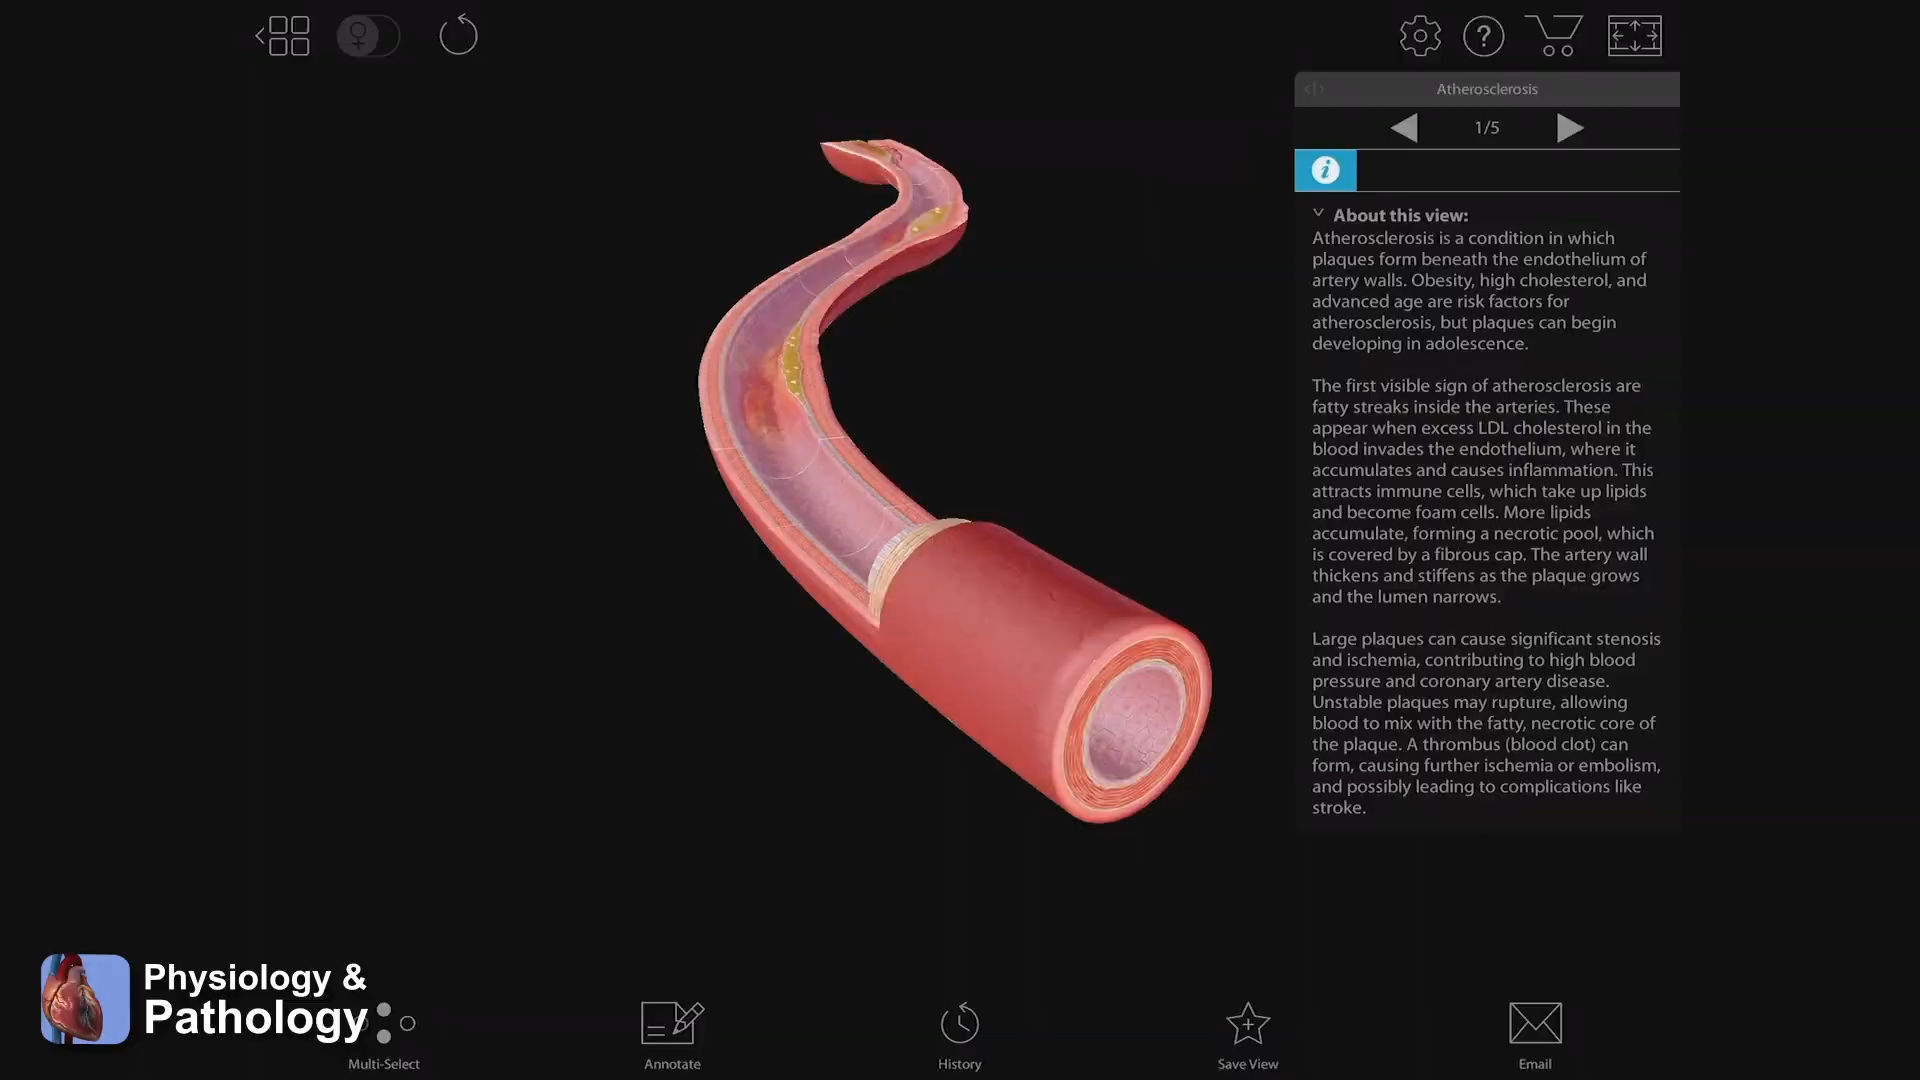 Atherosclerosis
1/5
About this view:
Atherosclerosis is a condition in which
plaques form beneath the endothelium of
artery walls. Obesity, high cholesterol, and
advanced age are risk factors for
atherosclerosis, but plaques can begin
developing in adolescence.
The first visible sign of atherosclerosis are
fatty streaks inside the arteries. These
appear when excess LDL cholesterol in the
blood invades the endothelium, where it
accumulates and causes inflammation. This
attracts immune cells, which take up lipids
and become foam cells. More lipids
accumulate, forming a necrotic pool, which
is covered by a fibrous cap. The artery wall
thickens and stiffens as the plaque grows
and the lumen narrows.
Large plaques can cause significant stenosis
and ischemia, contributing to high blood
pressure and coronary artery disease.
Unstable plaques may rupture, allowing
blood to mix with the fatty, necrotic core of
the plaque. A thrombus (blood clot) can
form, causing further ischemia or embolism,
and possibly leading to complications like
stroke.
Physiology &
Pathology
Multi-Select
Annotate
History
Save View
Email